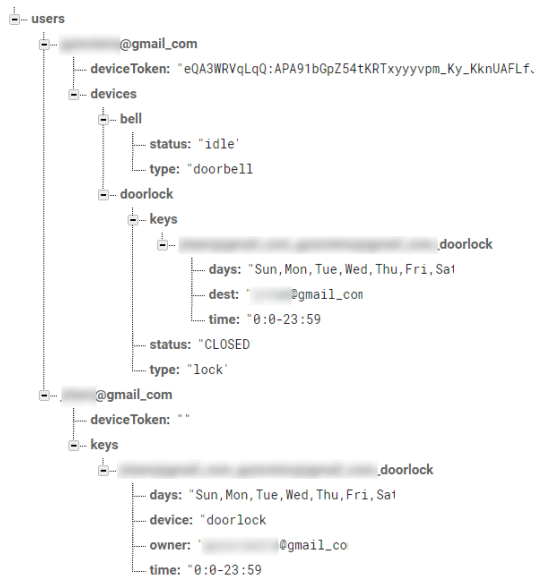 users
@gmail_com
deviceToken: "eQA3WRVqLqQ:APA91bGpZ54tKRTxyyyvpm_Ky_KknUAFLfJ
devices
bell
status: "idle"
type: "doorbell
doorlock
keys
_doorlock
days: "Sun,Mon,Tue,Wed,Thu,Fri,Sat
dest: "@gmail_com
time: "0:0-23:59
status: "CLOSED
type: "lock"
@gmail_com
deviceToken: ""
keys
_doorlock
days: "Sun,Mon,Tue,Wed,Thu,Fri,Sat
device: "doorlock
owner: "@gmail_co
time: "0:0-23:59